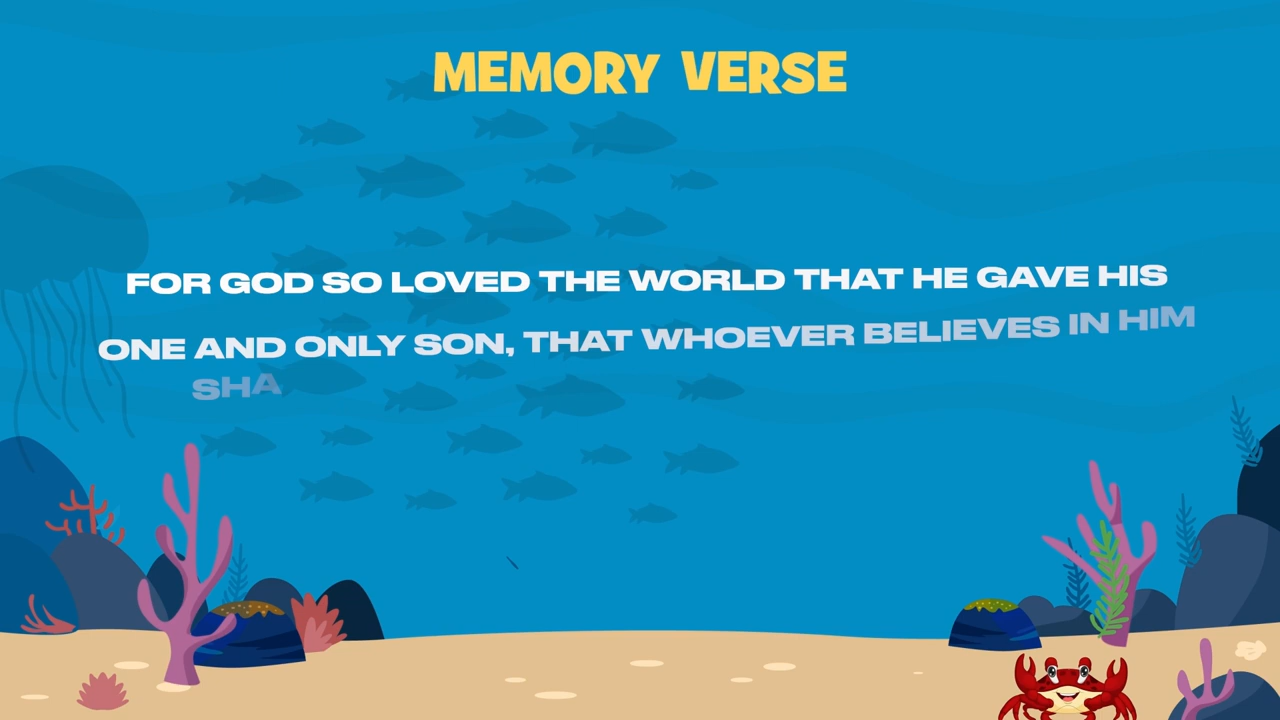 MEMORY VERSE
FOR GOD SO LOVED THE WORLD THAT HE GAVE HIS
ONE AND ONLY SON, THAT WHOEVER BELIEVES IN HIM
SHA